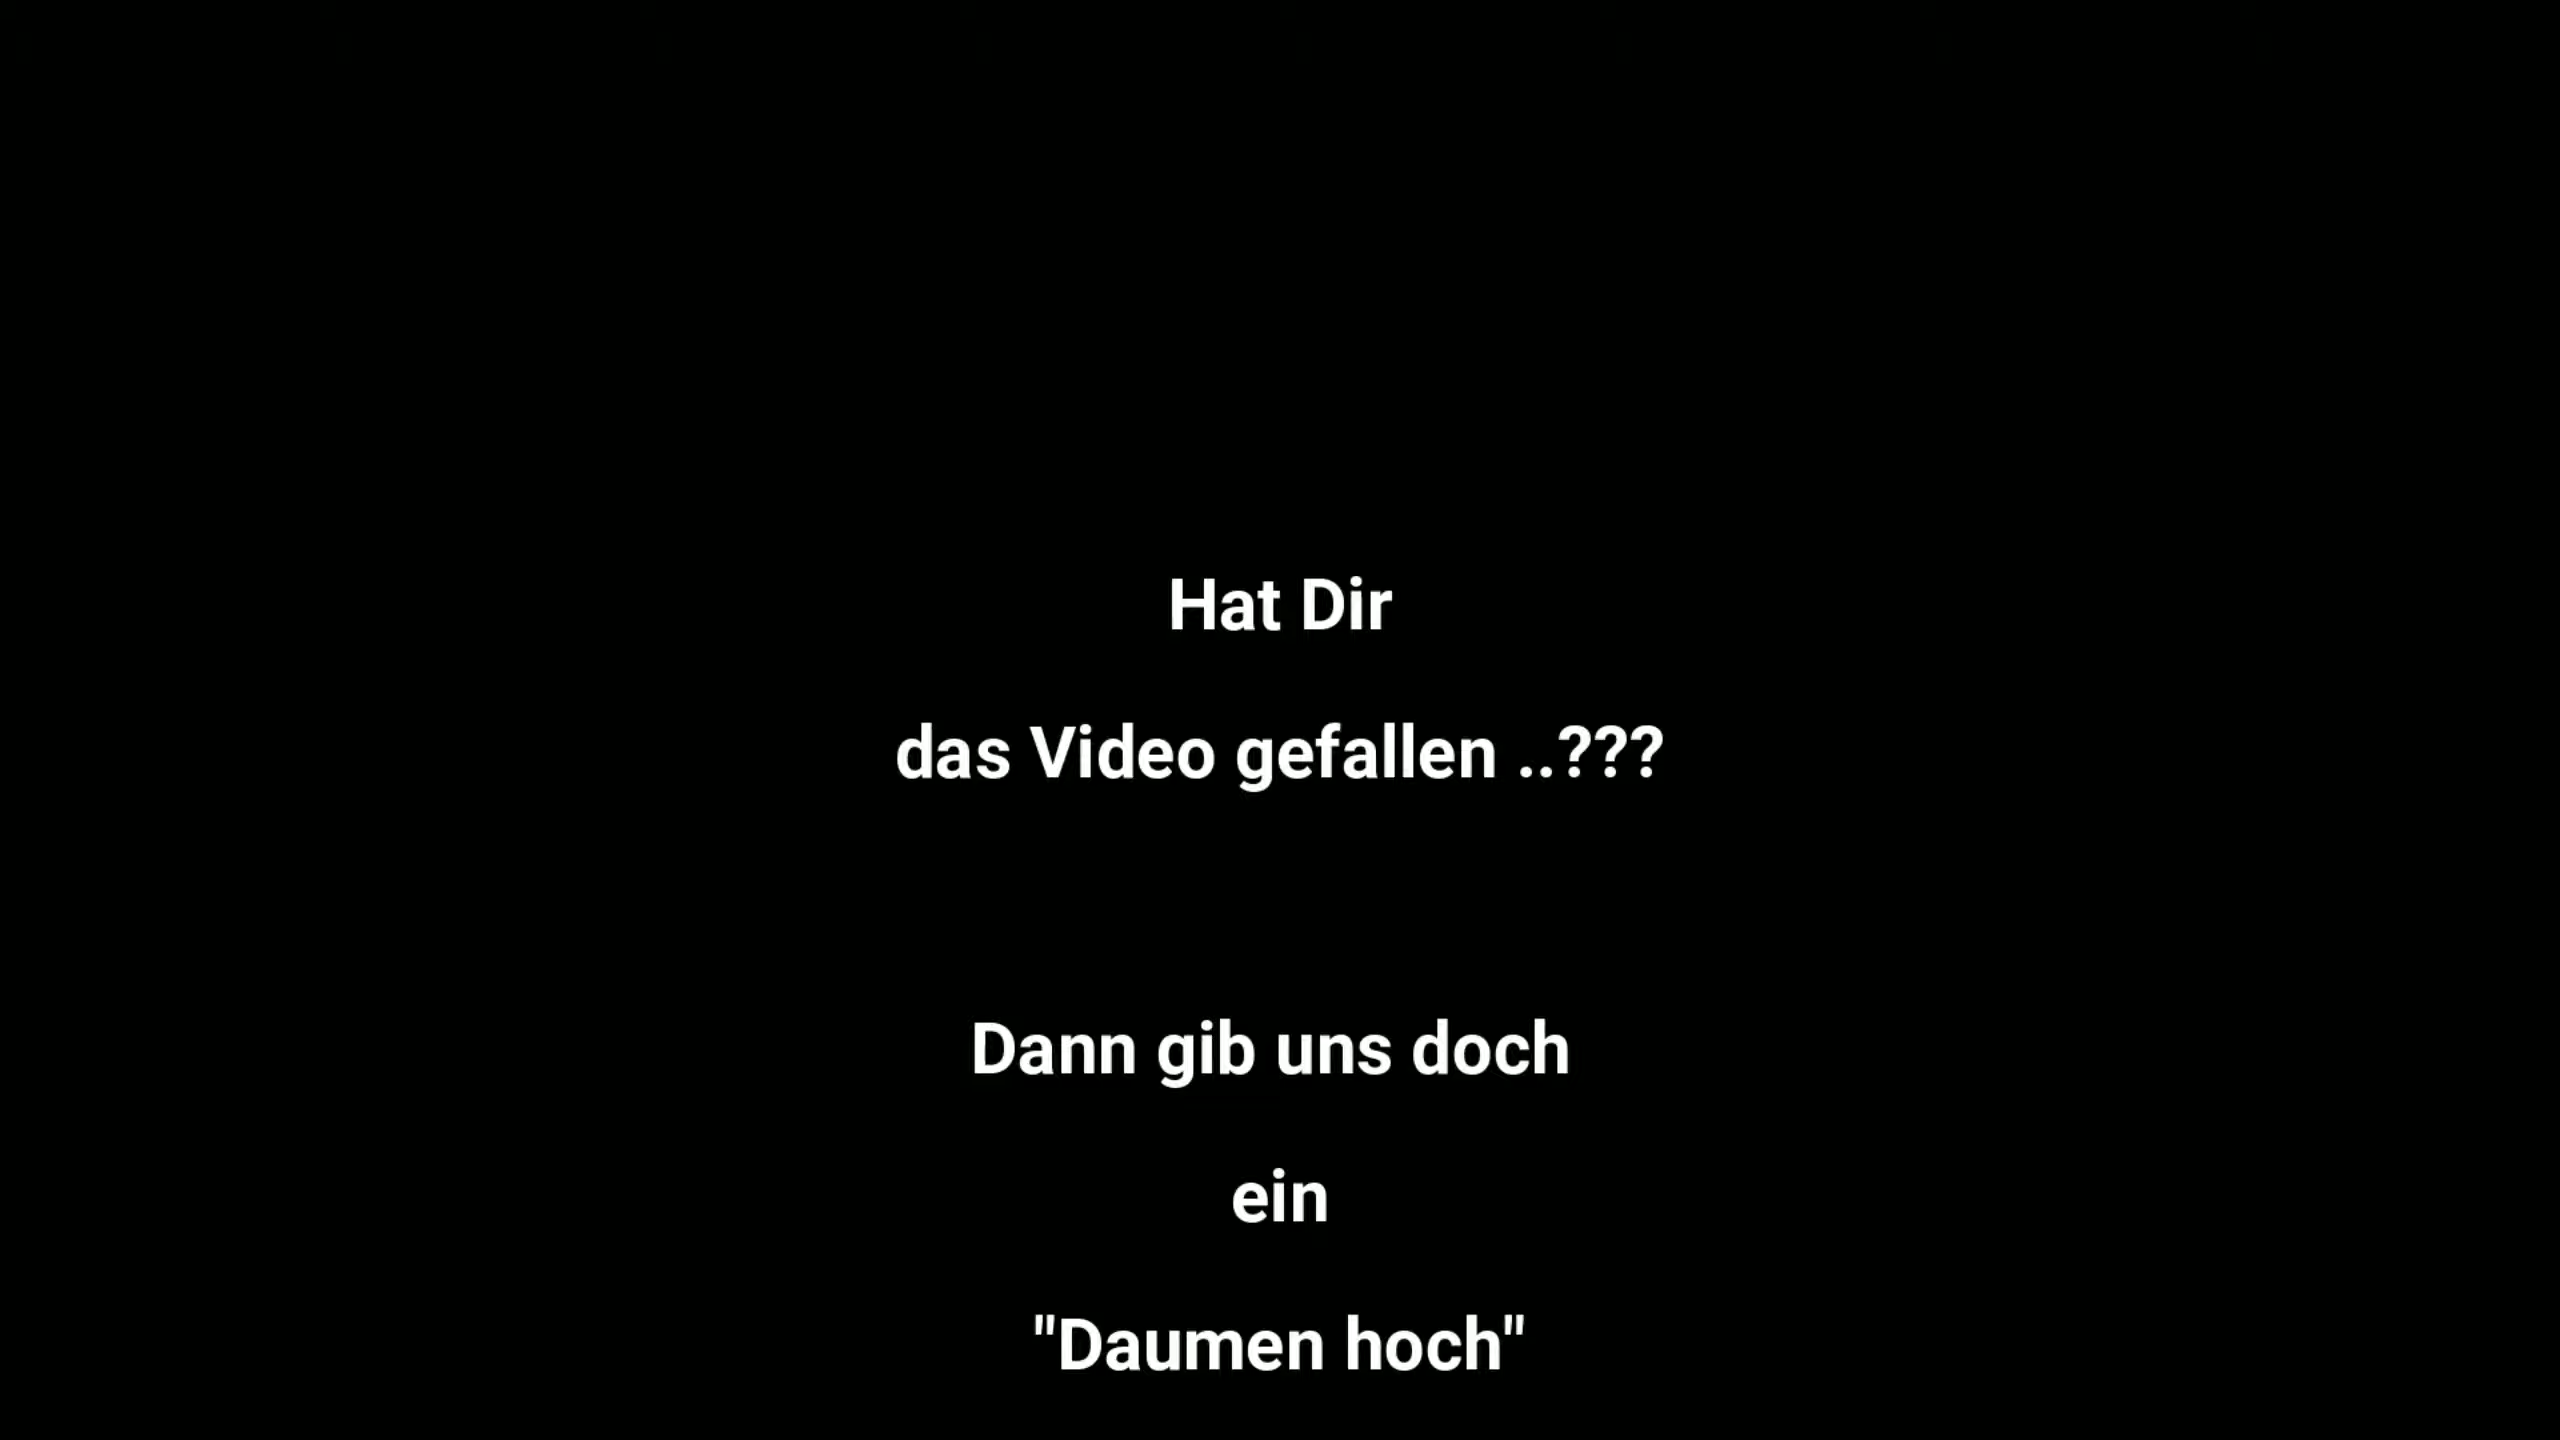 Hat Dir
das Video gefallen ..???
Dann gib uns doch
ein
"Daumen hoch"